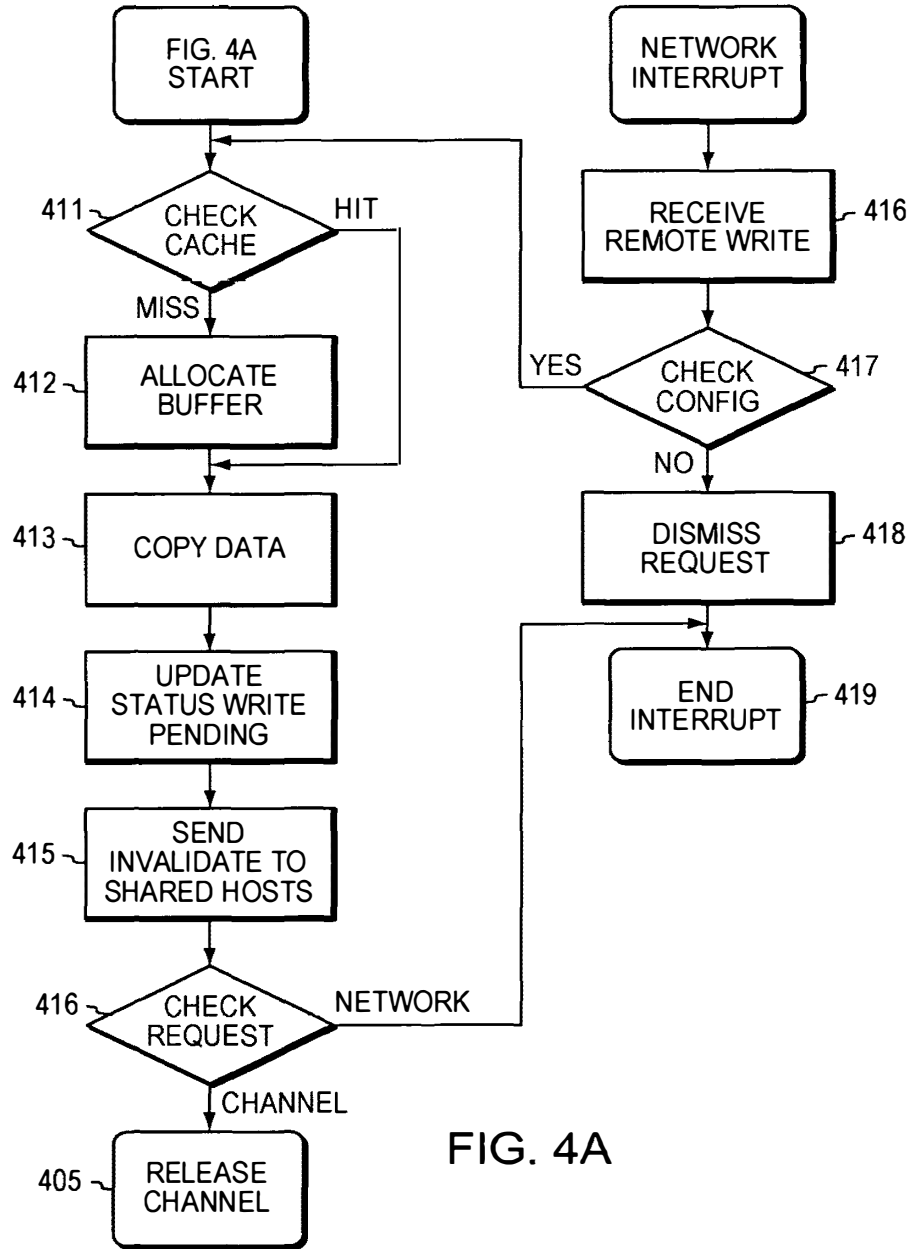 FIG. 4A
START
411
CHECK
CACHE
HIT
MISS
412
ALLOCATE
BUFFER
413
COPY DATA
414
UPDATE
STATUS WRITE
PENDING
415
SEND
INVALIDATE TO
SHARED HOSTS
416
CHECK
REQUEST
NETWORK
CHANNEL
405
RELEASE
CHANNEL
NETWORK
INTERRUPT
RECEIVE
REMOTE WRITE
416
YES
CHECK
CONFIG
417
NO
DISMISS
REQUEST
418
END
INTERRUPT
419
FIG. 4A